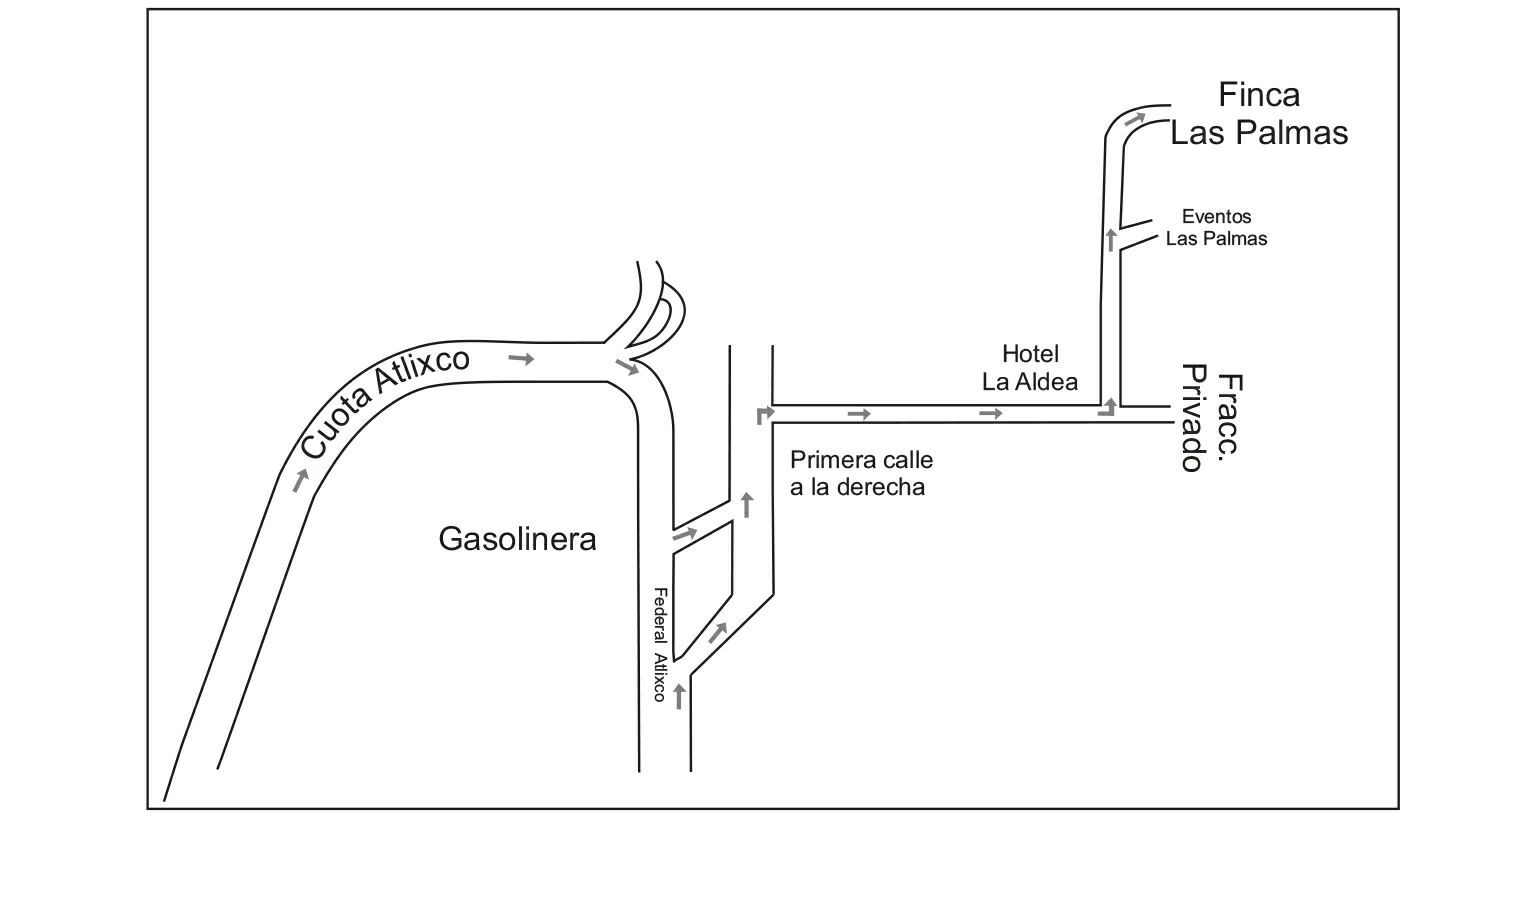 Finca
Las Palmas
Eventos
Las Palmas
Hotel
La Aldea
Fracc.
Privado
Cuota Atlixco
Primera calle
a la derecha
Gasolinera
Federal Atlixco